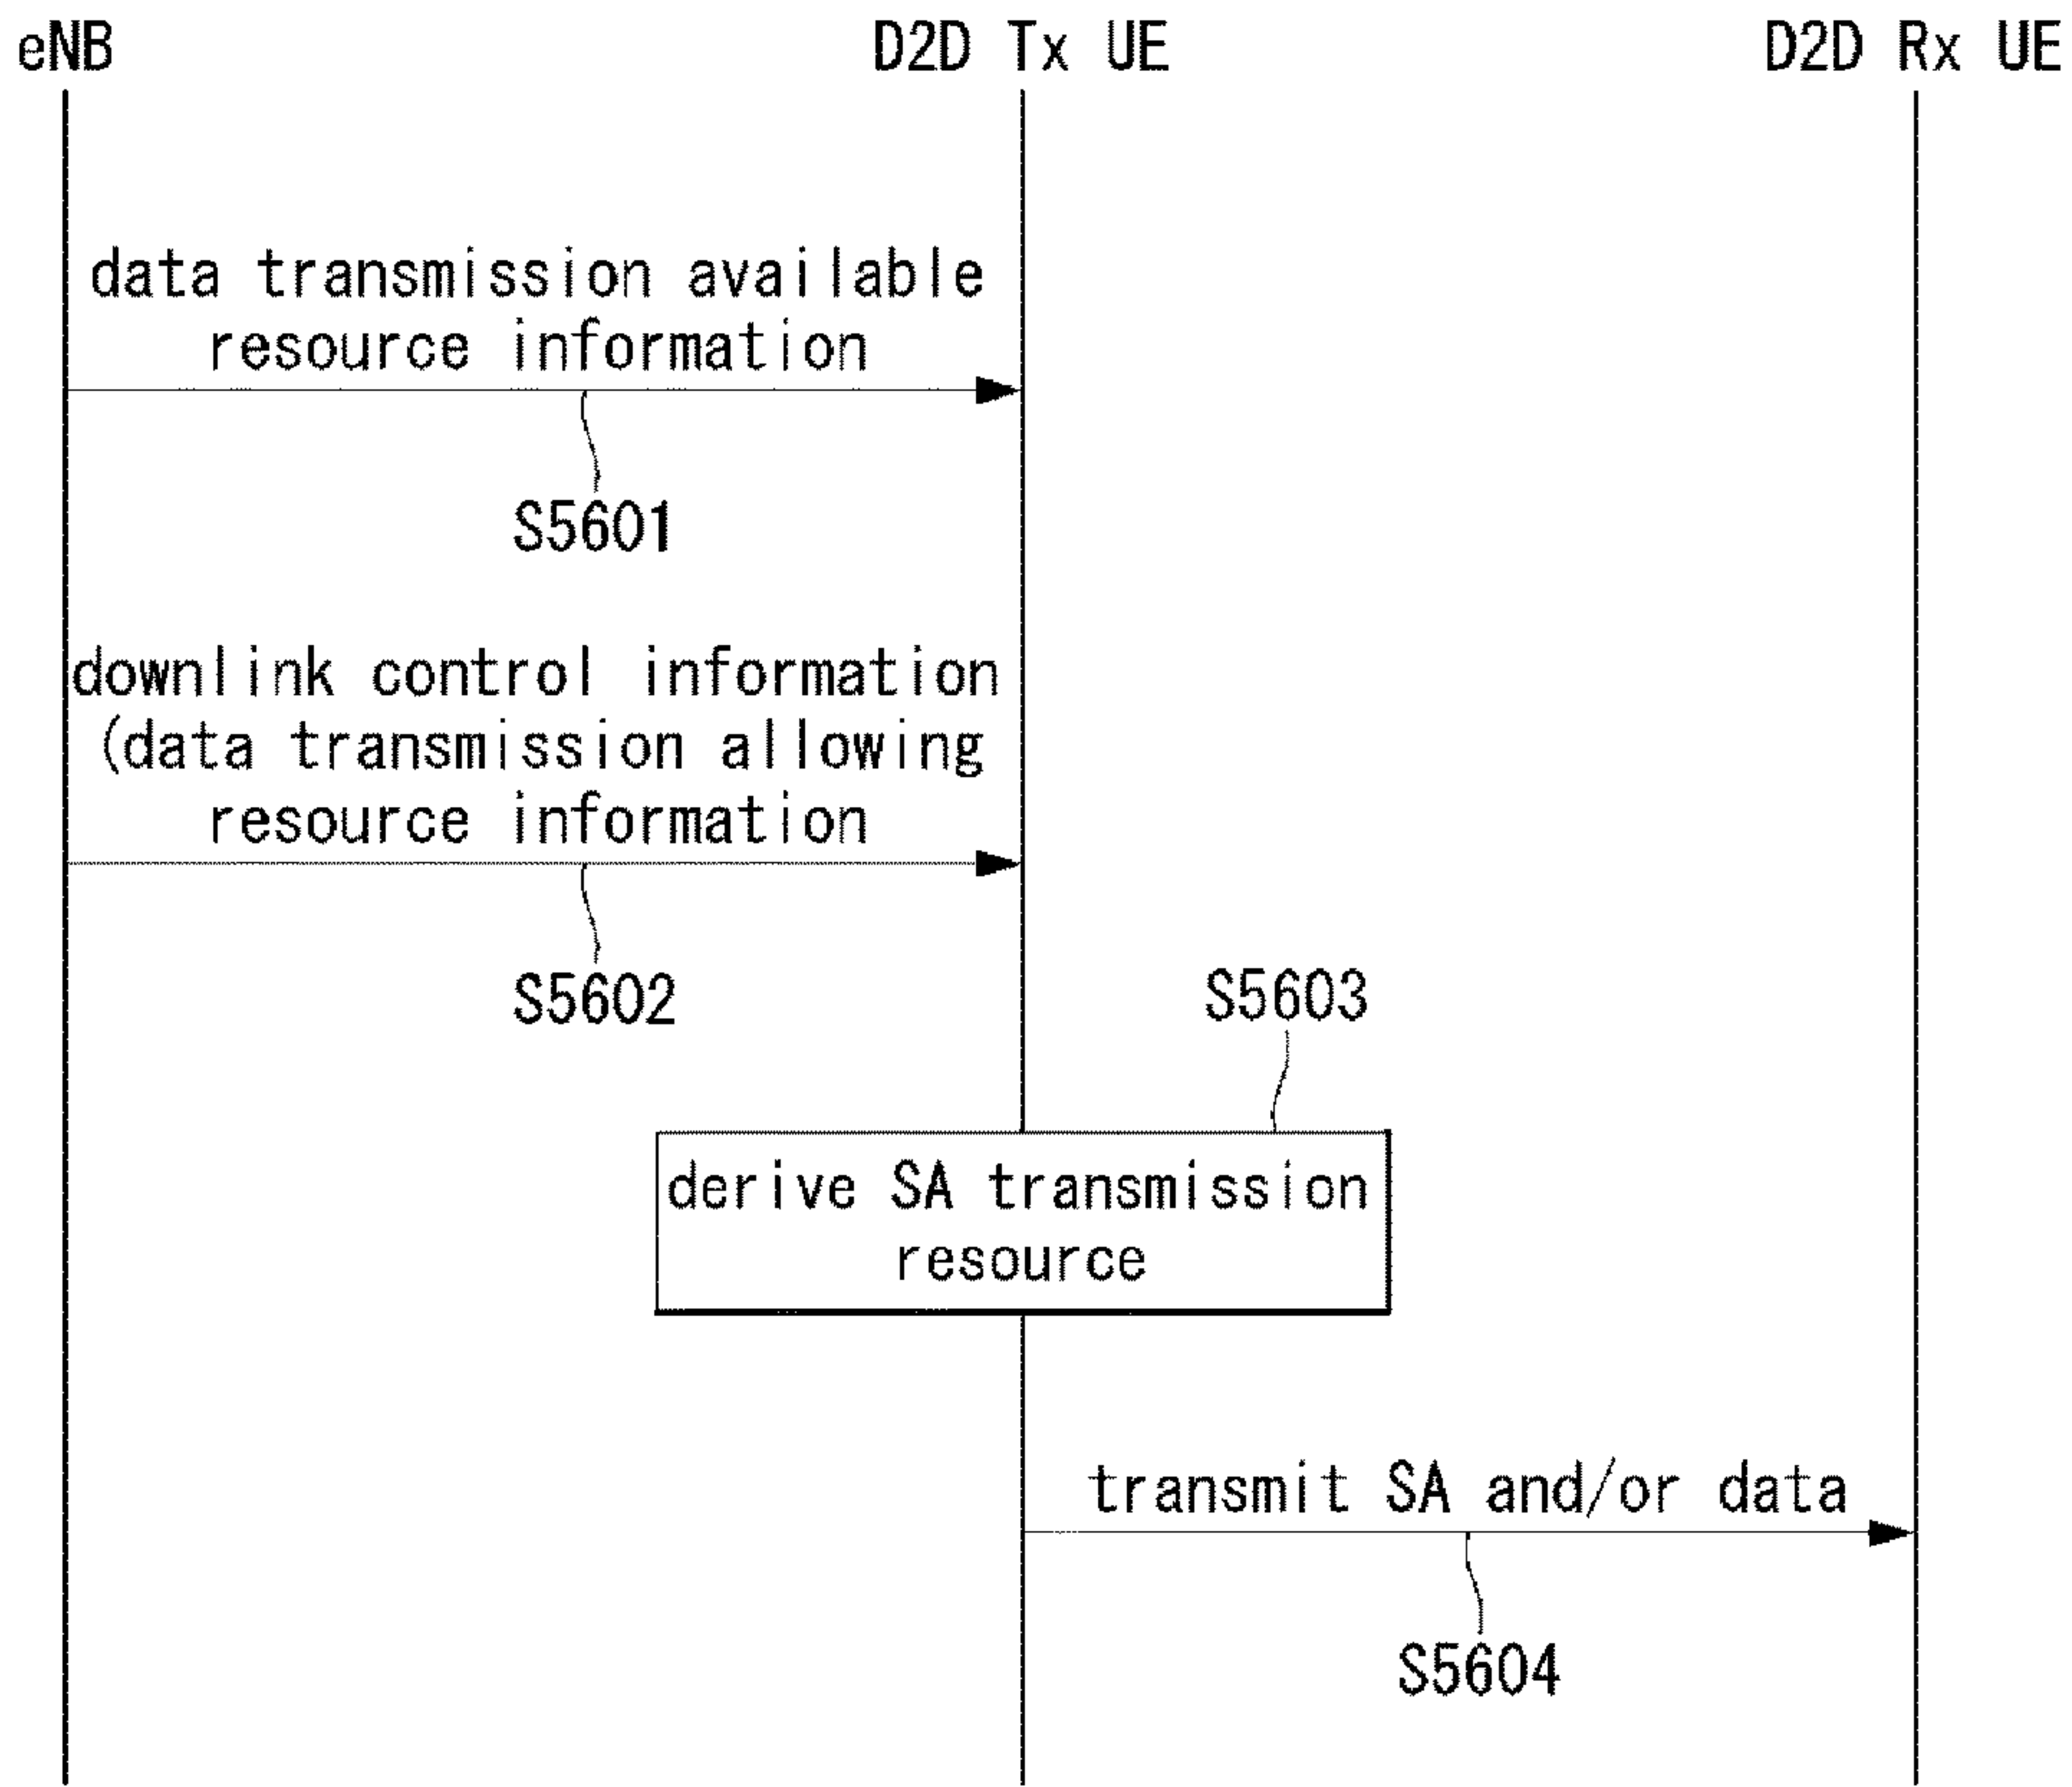 eNB
D2D Tx UE
D2D Rx UE
data transmission available
resource information
S5601
downlink control information
(data transmission allowing
resource information
S5602
S5603
derive SA transmission
resource
transmit SA and/or data
S5604